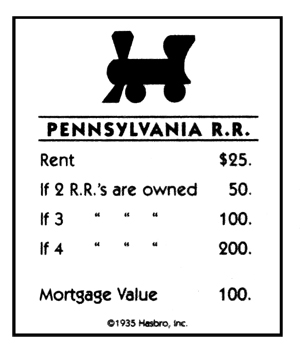 PENNSYLVANIA R.R.
Rent $25.
If 2 R.R.'s are owned 50.
If 3 “ “ “ 100.
If 4 “ “ “ 200.
Mortgage Value 100.
©1935 Hasbro, Inc.